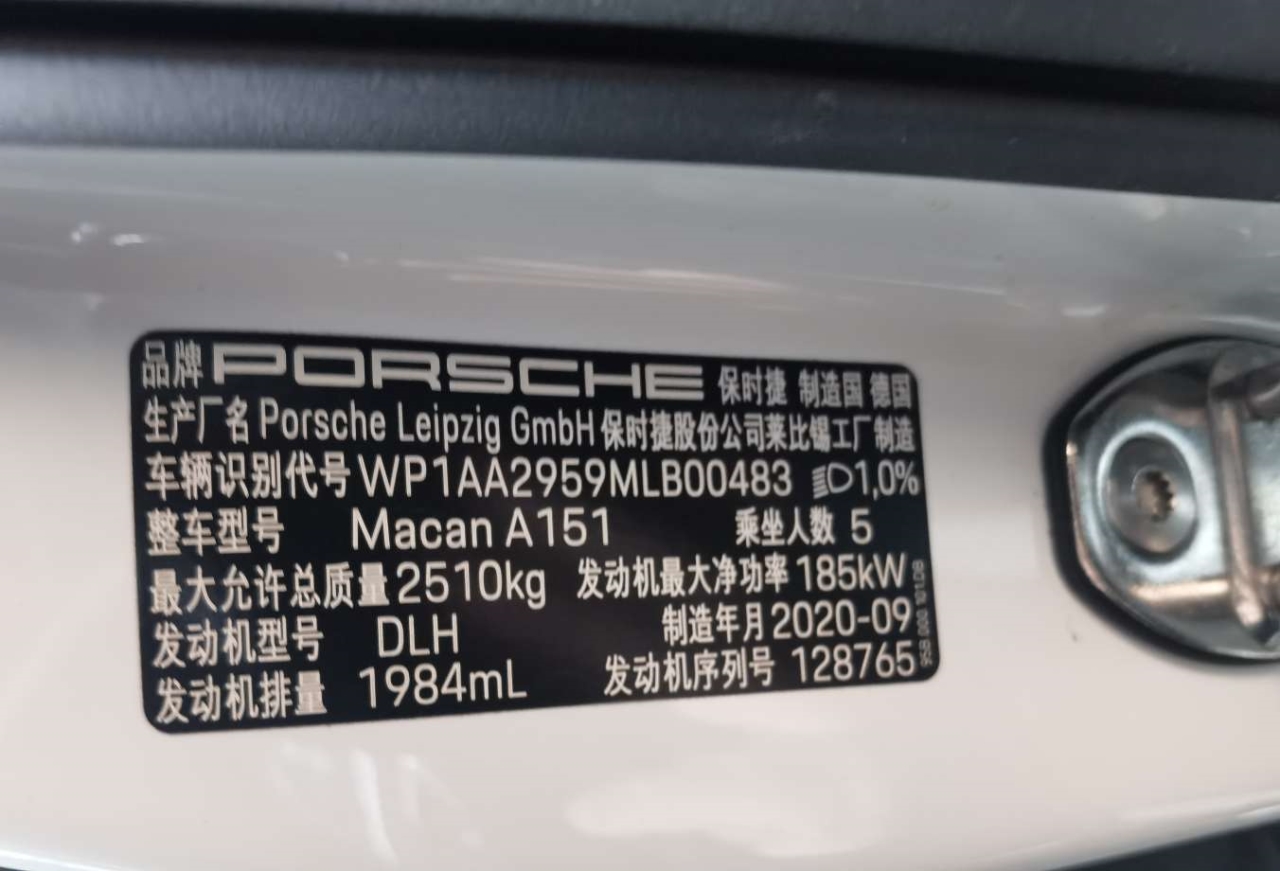 品牌 PORSCHE 保时捷 制造国 德国
生产厂名 Porsche Leipzig GmbH 保时捷股份公司莱比锡工厂制造
车辆识别代号 WP1AA2959MLB00483 1,0%
整车型号 Macan A151 乘坐人数 5
最大允许总质量 2510kg 发动机最大净功率 185kW
发动机型号 DLH 制造年月 2020-09
发动机排量 1984mL 发动机序列号 128765
95B 000 101 DB